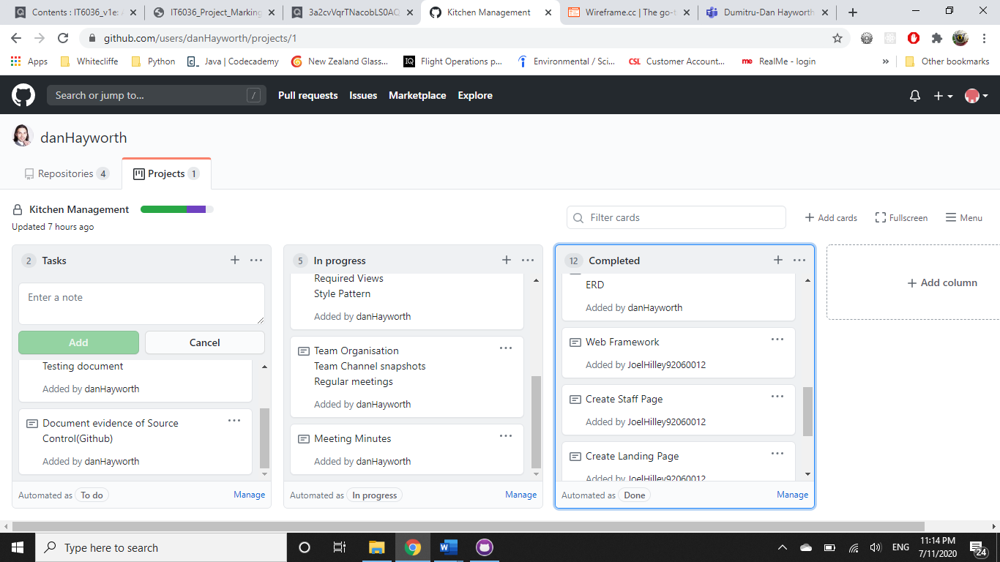 Contents : IT6036_v1e: A
IT6036_Project_Marking
3a2cvVqrTNacobLS0AQ
Kitchen Management
Wireframe.cc | The go-t
Dumitru-Dan Hayworth
github.com/users/danHayworth/projects/1
Apps
Whitecliffe
Python
Java | Codecademy
New Zealand Glass...
IQ
Flight Operations p...
Environmental / Sci...
CSL
Customer Account...
me
RealMe - login
»
Other bookmarks
Search or jump to...
/
Pull requests
Issues
Marketplace
Explore
danHayworth
Repositories 4
Projects 1
Kitchen Management
Updated 7 hours ago
Filter cards
+ Add cards
Fullscreen
Menu
2 Tasks
Enter a note
Add
Cancel
Testing document
Added by danHayworth
Document evidence of Source
Control(Github)
Added by danHayworth
Automated as To do
Manage
5 In progress
Required Views
Style Pattern
Added by danHayworth
Team Organisation
Team Channel snapshots
Regular meetings
Added by danHayworth
Meeting Minutes
Added by danHayworth
Automated as In progress
Manage
12 Completed
ERD
Added by danHayworth
Web Framework
Added by JoelHilley92060012
Create Staff Page
Added by JoelHilley92060012
Create Landing Page
Added by JoelHilley92060012
Automated as Done
Manage
+ Add column
Type here to search
ENG
11:14 PM
7/11/2020
24